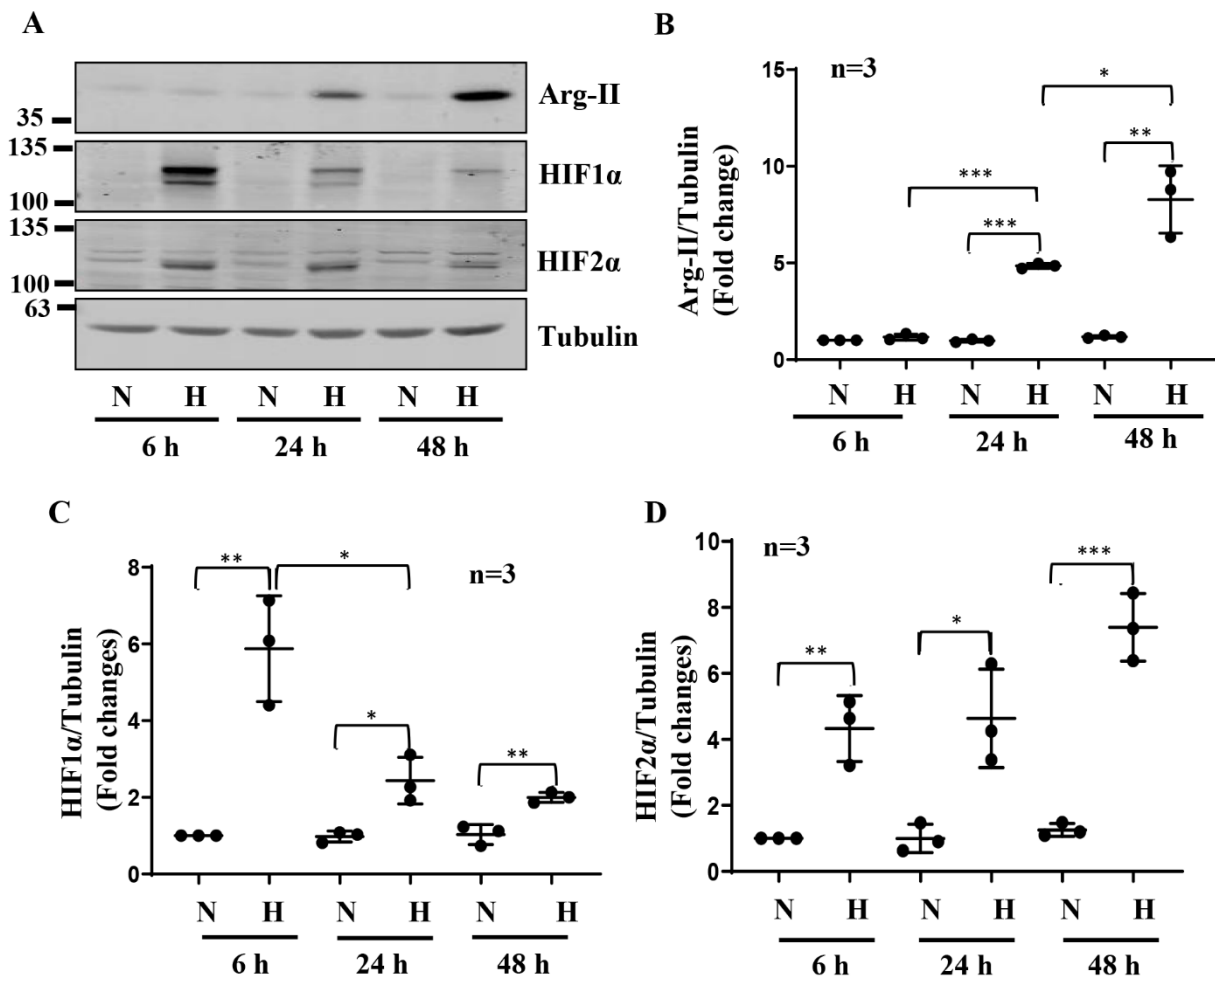 A
Arg-II
35
135
HIF1α
100
135
HIF2α
100
63
Tubulin
N H N H N H
6 h 24 h 48 h
B
n=3
Arg-II/Tubulin
(Fold change)
15
10
5
0
*
**
***
***
N H N H N H
6 h 24 h 48 h
C
n=3
HIF1α/Tubulin
(Fold changes)
8
6
4
2
0
**
*
*
**
N H N H N H
6 h 24 h 48 h
D
n=3
HIF2α/Tubulin
(Fold changes)
10
8
6
4
2
0
**
*
***
N H N H N H
6 h 24 h 48 h